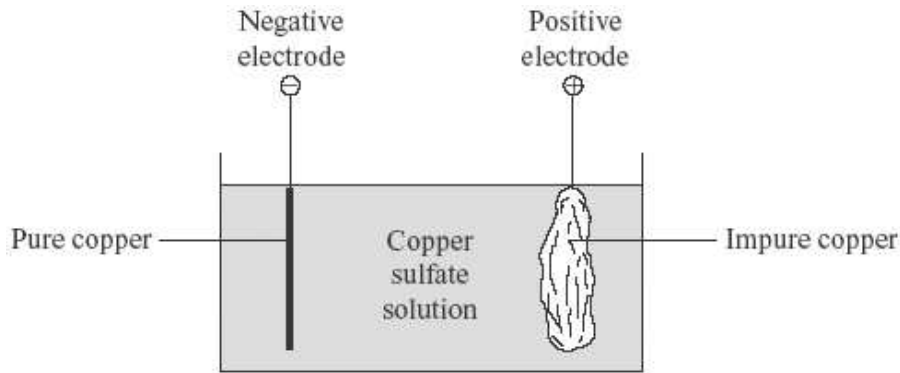 Negative
electrode
Positive
electrode
⊖
⊕
Pure copper
Copper
sulfate
solution
Impure copper